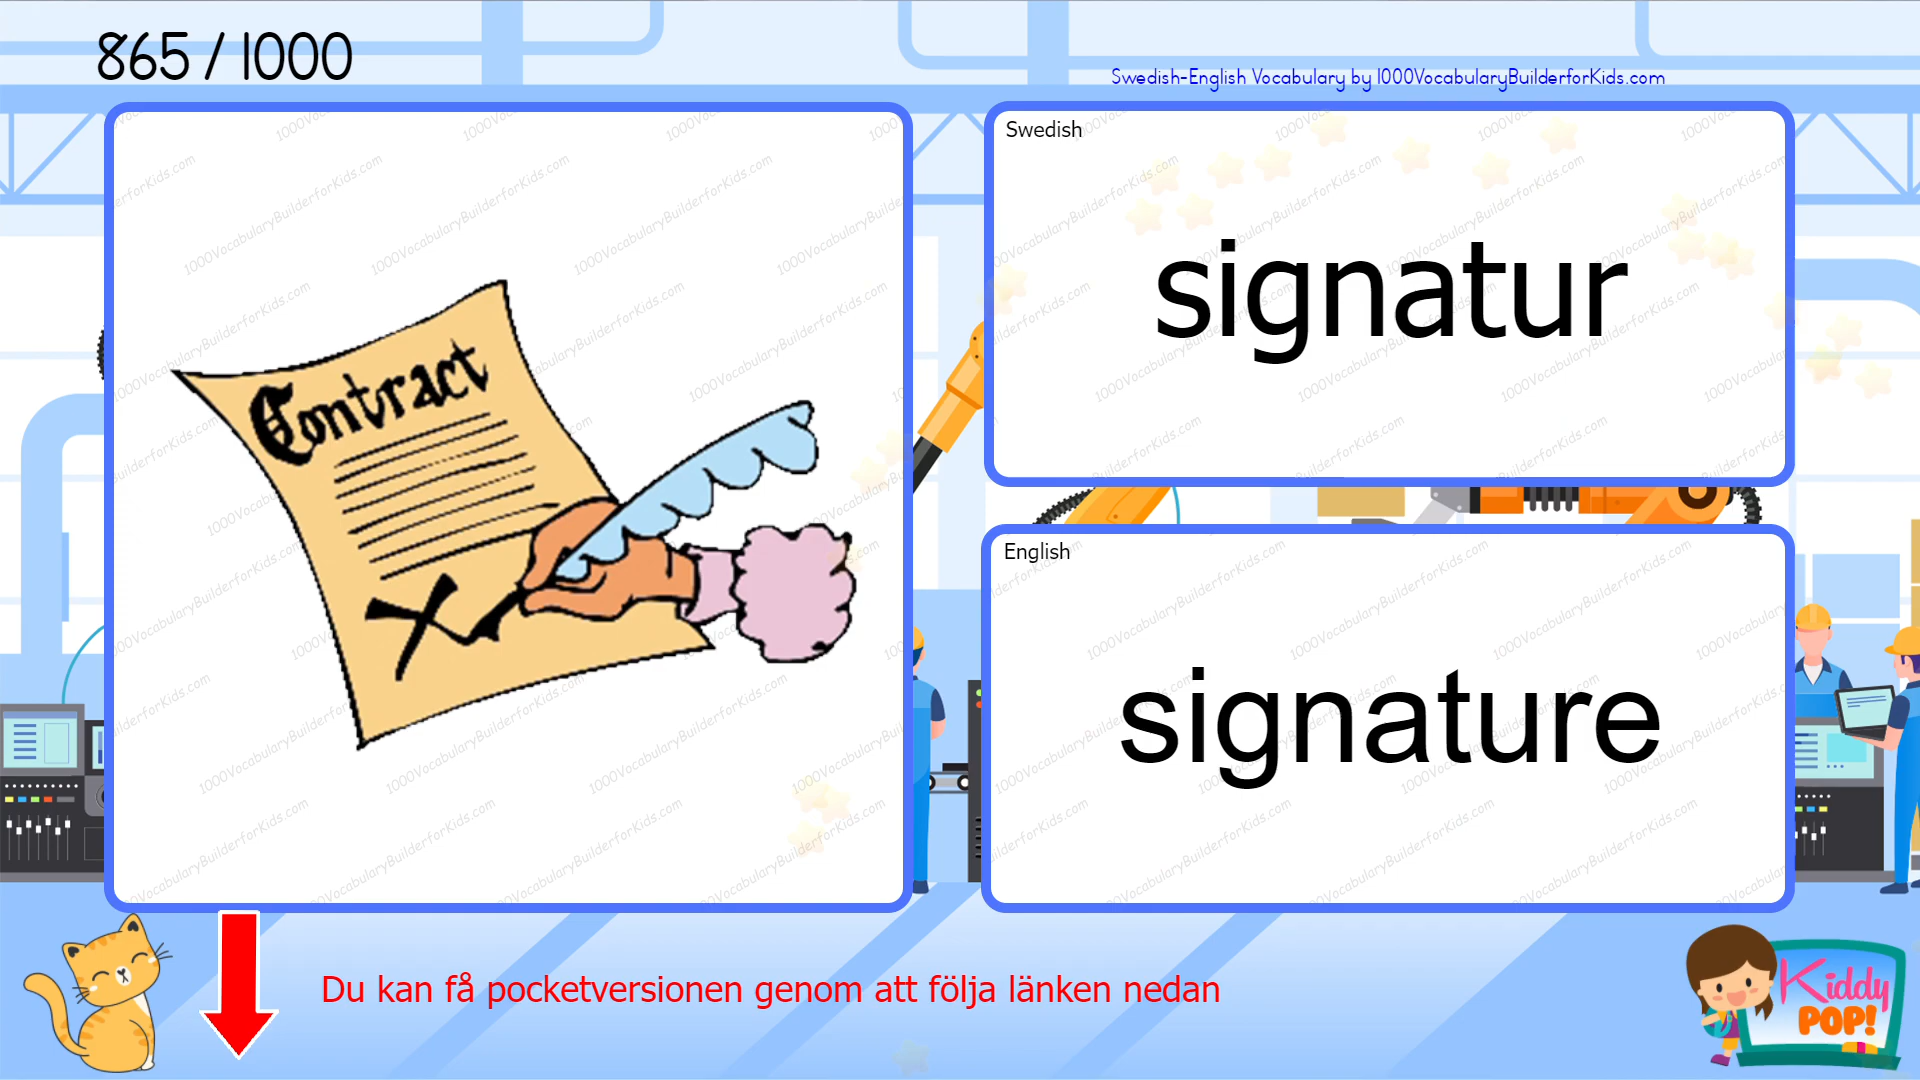 865 / 1000
Swedish-English Vocabulary by 1000VocabularyBuilderforKids.com
Contract
Swedish
signatur
English
signature
Du kan få pocketversionen genom att följa länken nedan
Kiddy
POP!